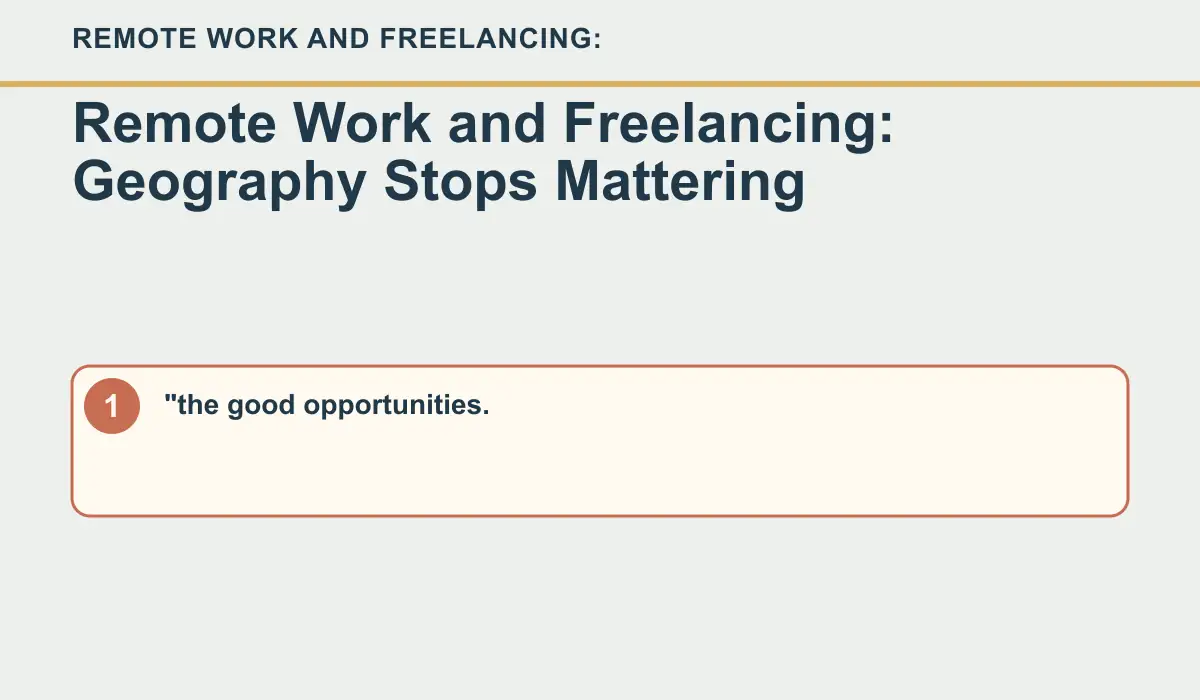 REMOTE WORK AND FREELANCING:
Remote Work and Freelancing:
Geography Stops Mattering
1
"the good opportunities.